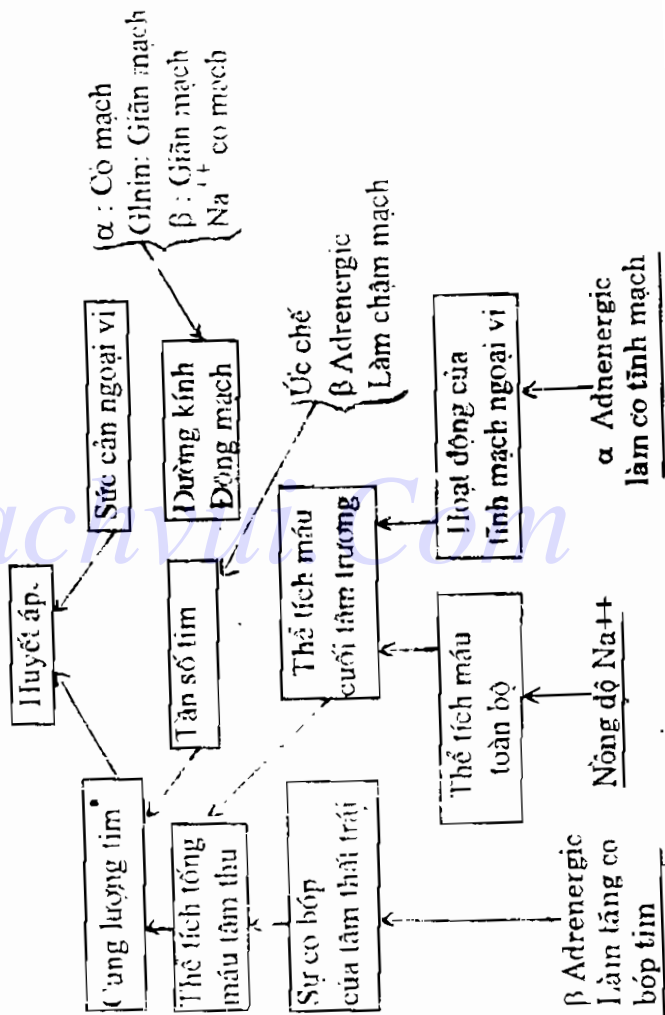 Huyết áp.
Cung lượng tim
Sức cản ngoại vi
Thể tích tống
máu tâm thu
Tần số tim
Đường kính
Động mạch
α : Co mạch
Giãn mạch
β : Giãn mạch
Na++ co mạch
Sự co bóp
của tâm thất trái
Thể tích máu
cuối tâm trương
Ức chế
β Adrenergic
Làm chậm mạch
Thể tích máu
toàn bộ
Hoạt động của
tĩnh mạch ngoại vi
β Adrenergic
Làm tăng co
bóp tim
Nồng độ Na++
α Adnenergic
làm co tĩnh mạch